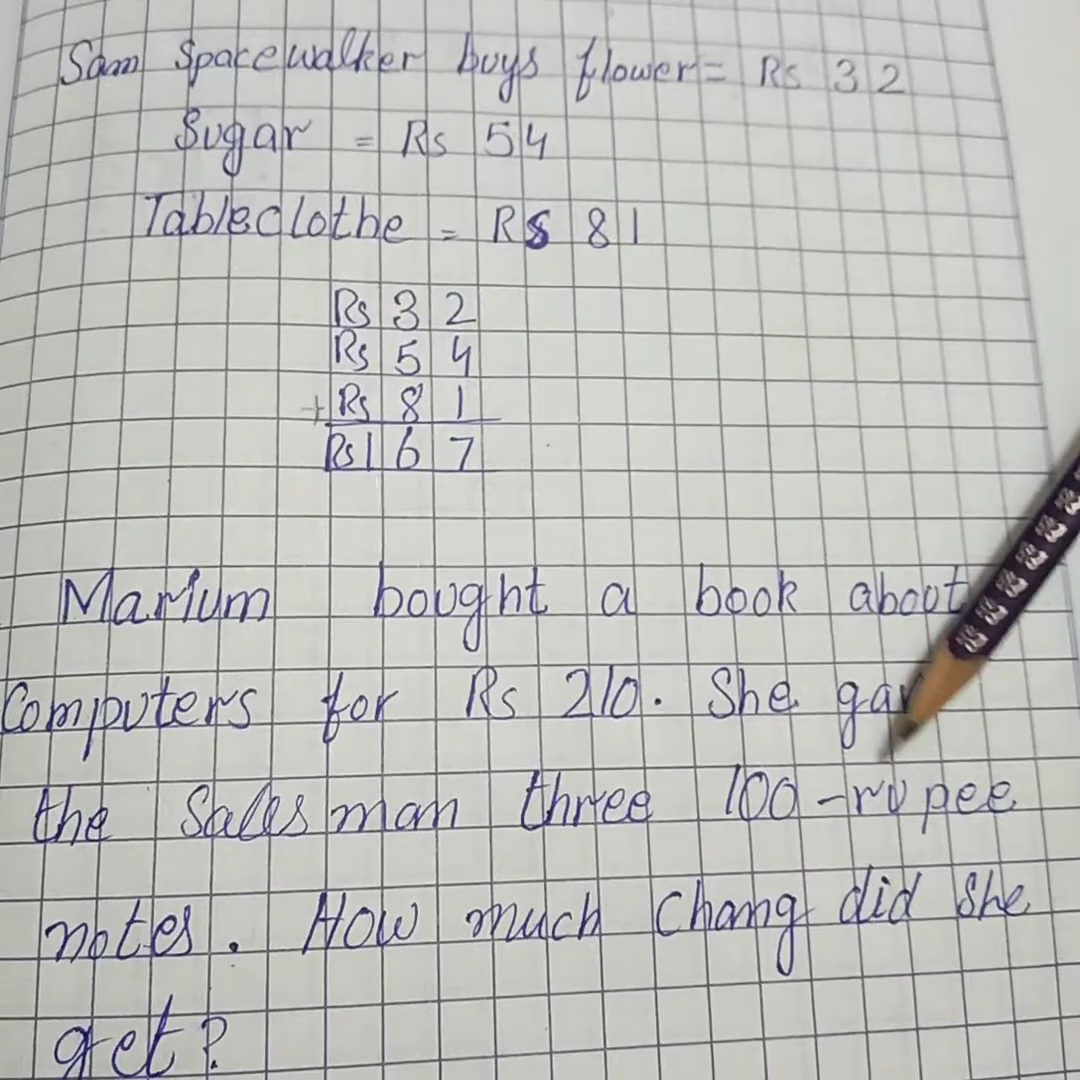 Sam Spacewalker buys flower = Rs 32
Sugar = Rs 54
Tableclothe = Rs 81
Rs 3 2
Rs 5 4
+ Rs 8 1
Rs 1 6 7
Marium bought a book about
Computers for Rs 210. She
the Salesman three 100-rupee
notes. How much Chang did she
get?